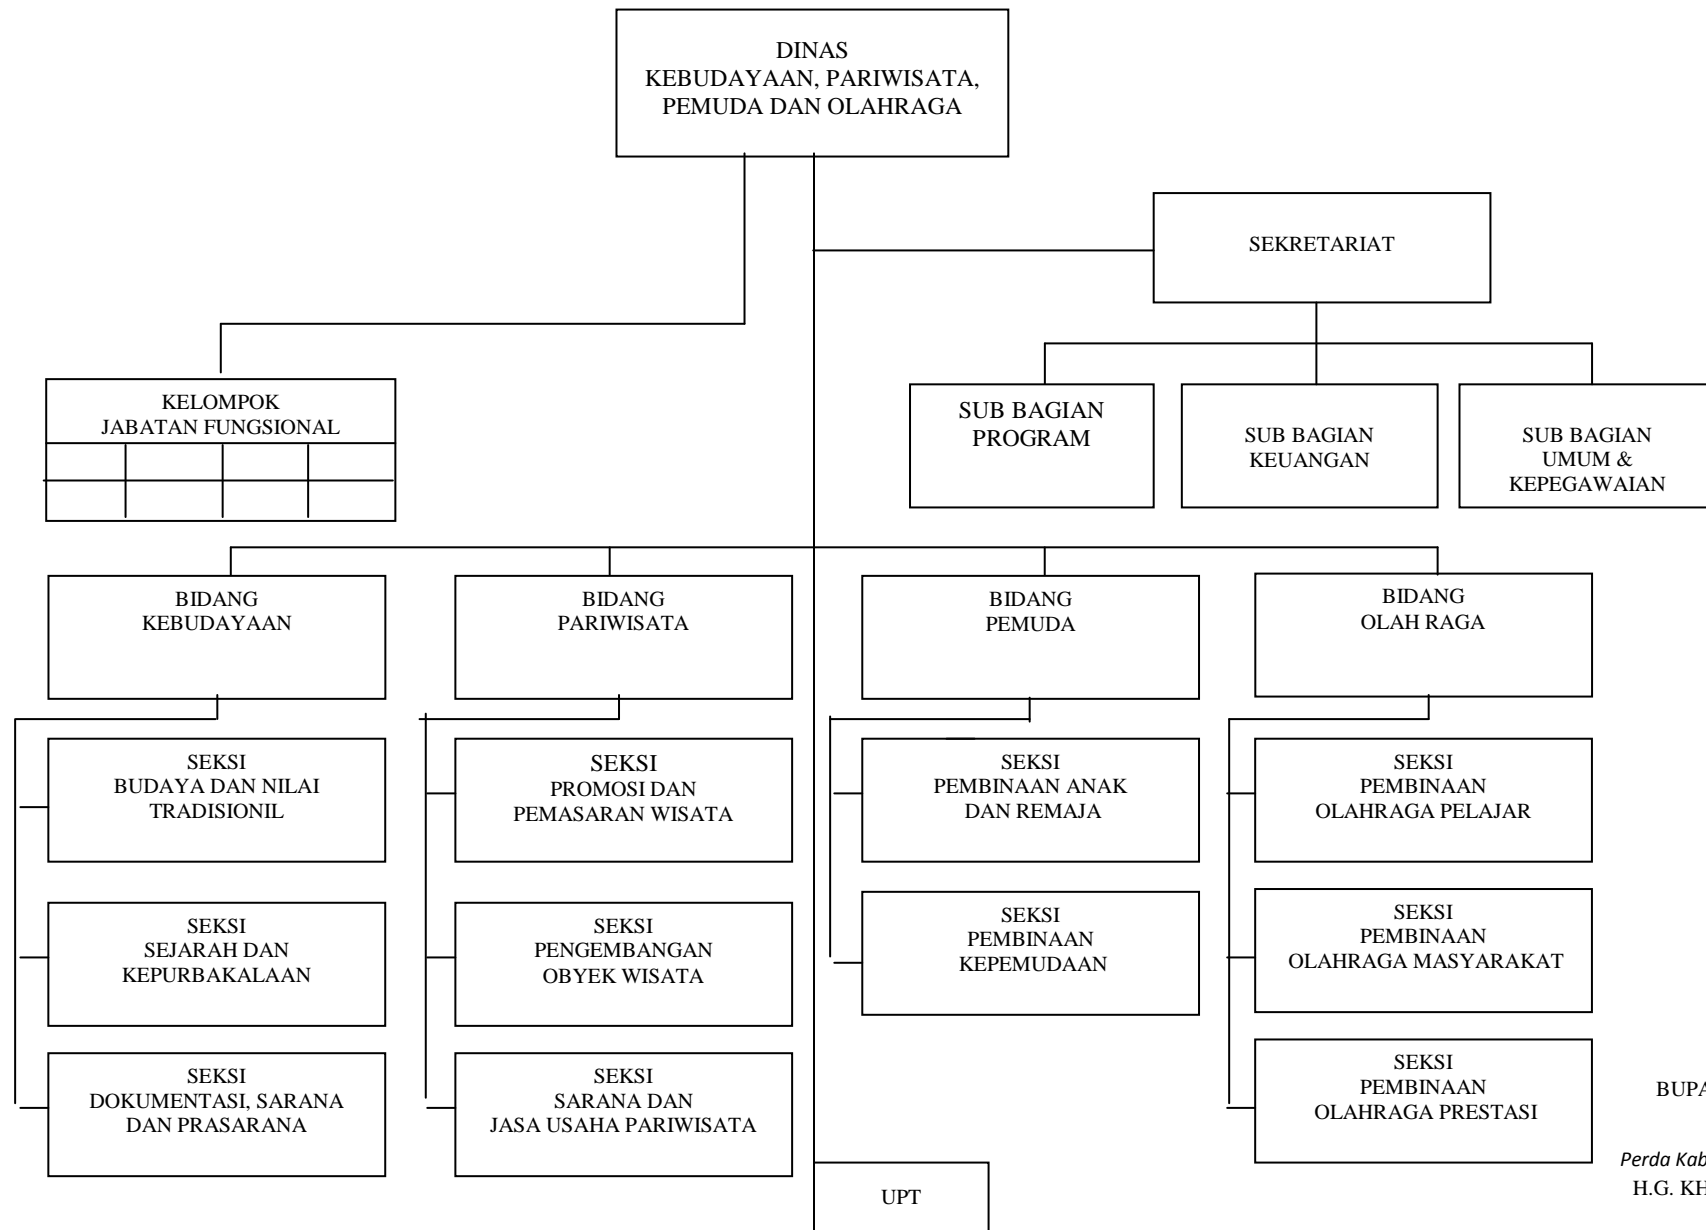 DINAS
KEBUDAYAAN, PARIWISATA,
PEMUDA DAN OLAHRAGA
SEKRETARIAT
KELOMPOK
JABATAN FUNGSIONAL
SUB BAGIAN
PROGRAM
SUB BAGIAN
KEUANGAN
SUB BAGIAN
UMUM &
KEPEGAWAIAN
BIDANG
KEBUDAYAAN
BIDANG
PARIWISATA
BIDANG
PEMUDA
BIDANG
OLAH RAGA
SEKSI
BUDAYA DAN NILAI
TRADISIONIL
SEKSI
PROMOSI DAN
PEMASARAN WISATA
SEKSI
PEMBINAAN ANAK
DAN REMAJA
SEKSI
PEMBINAAN
OLAHRAGA PELAJAR
SEKSI
SEJARAH DAN
KEPURBAKALAAN
SEKSI
PENGEMBANGAN
OBYEK WISATA
SEKSI
PEMBINAAN
KEPEMUDAAN
SEKSI
PEMBINAAN
OLAHRAGA MASYARAKAT
SEKSI
DOKUMENTASI, SARANA
DAN PRASARANA
SEKSI
SARANA DAN
JASA USAHA PARIWISATA
SEKSI
PEMBINAAN
OLAHRAGA PRESTASI
BUPA
Perda Kab
H.G. KH
UPT